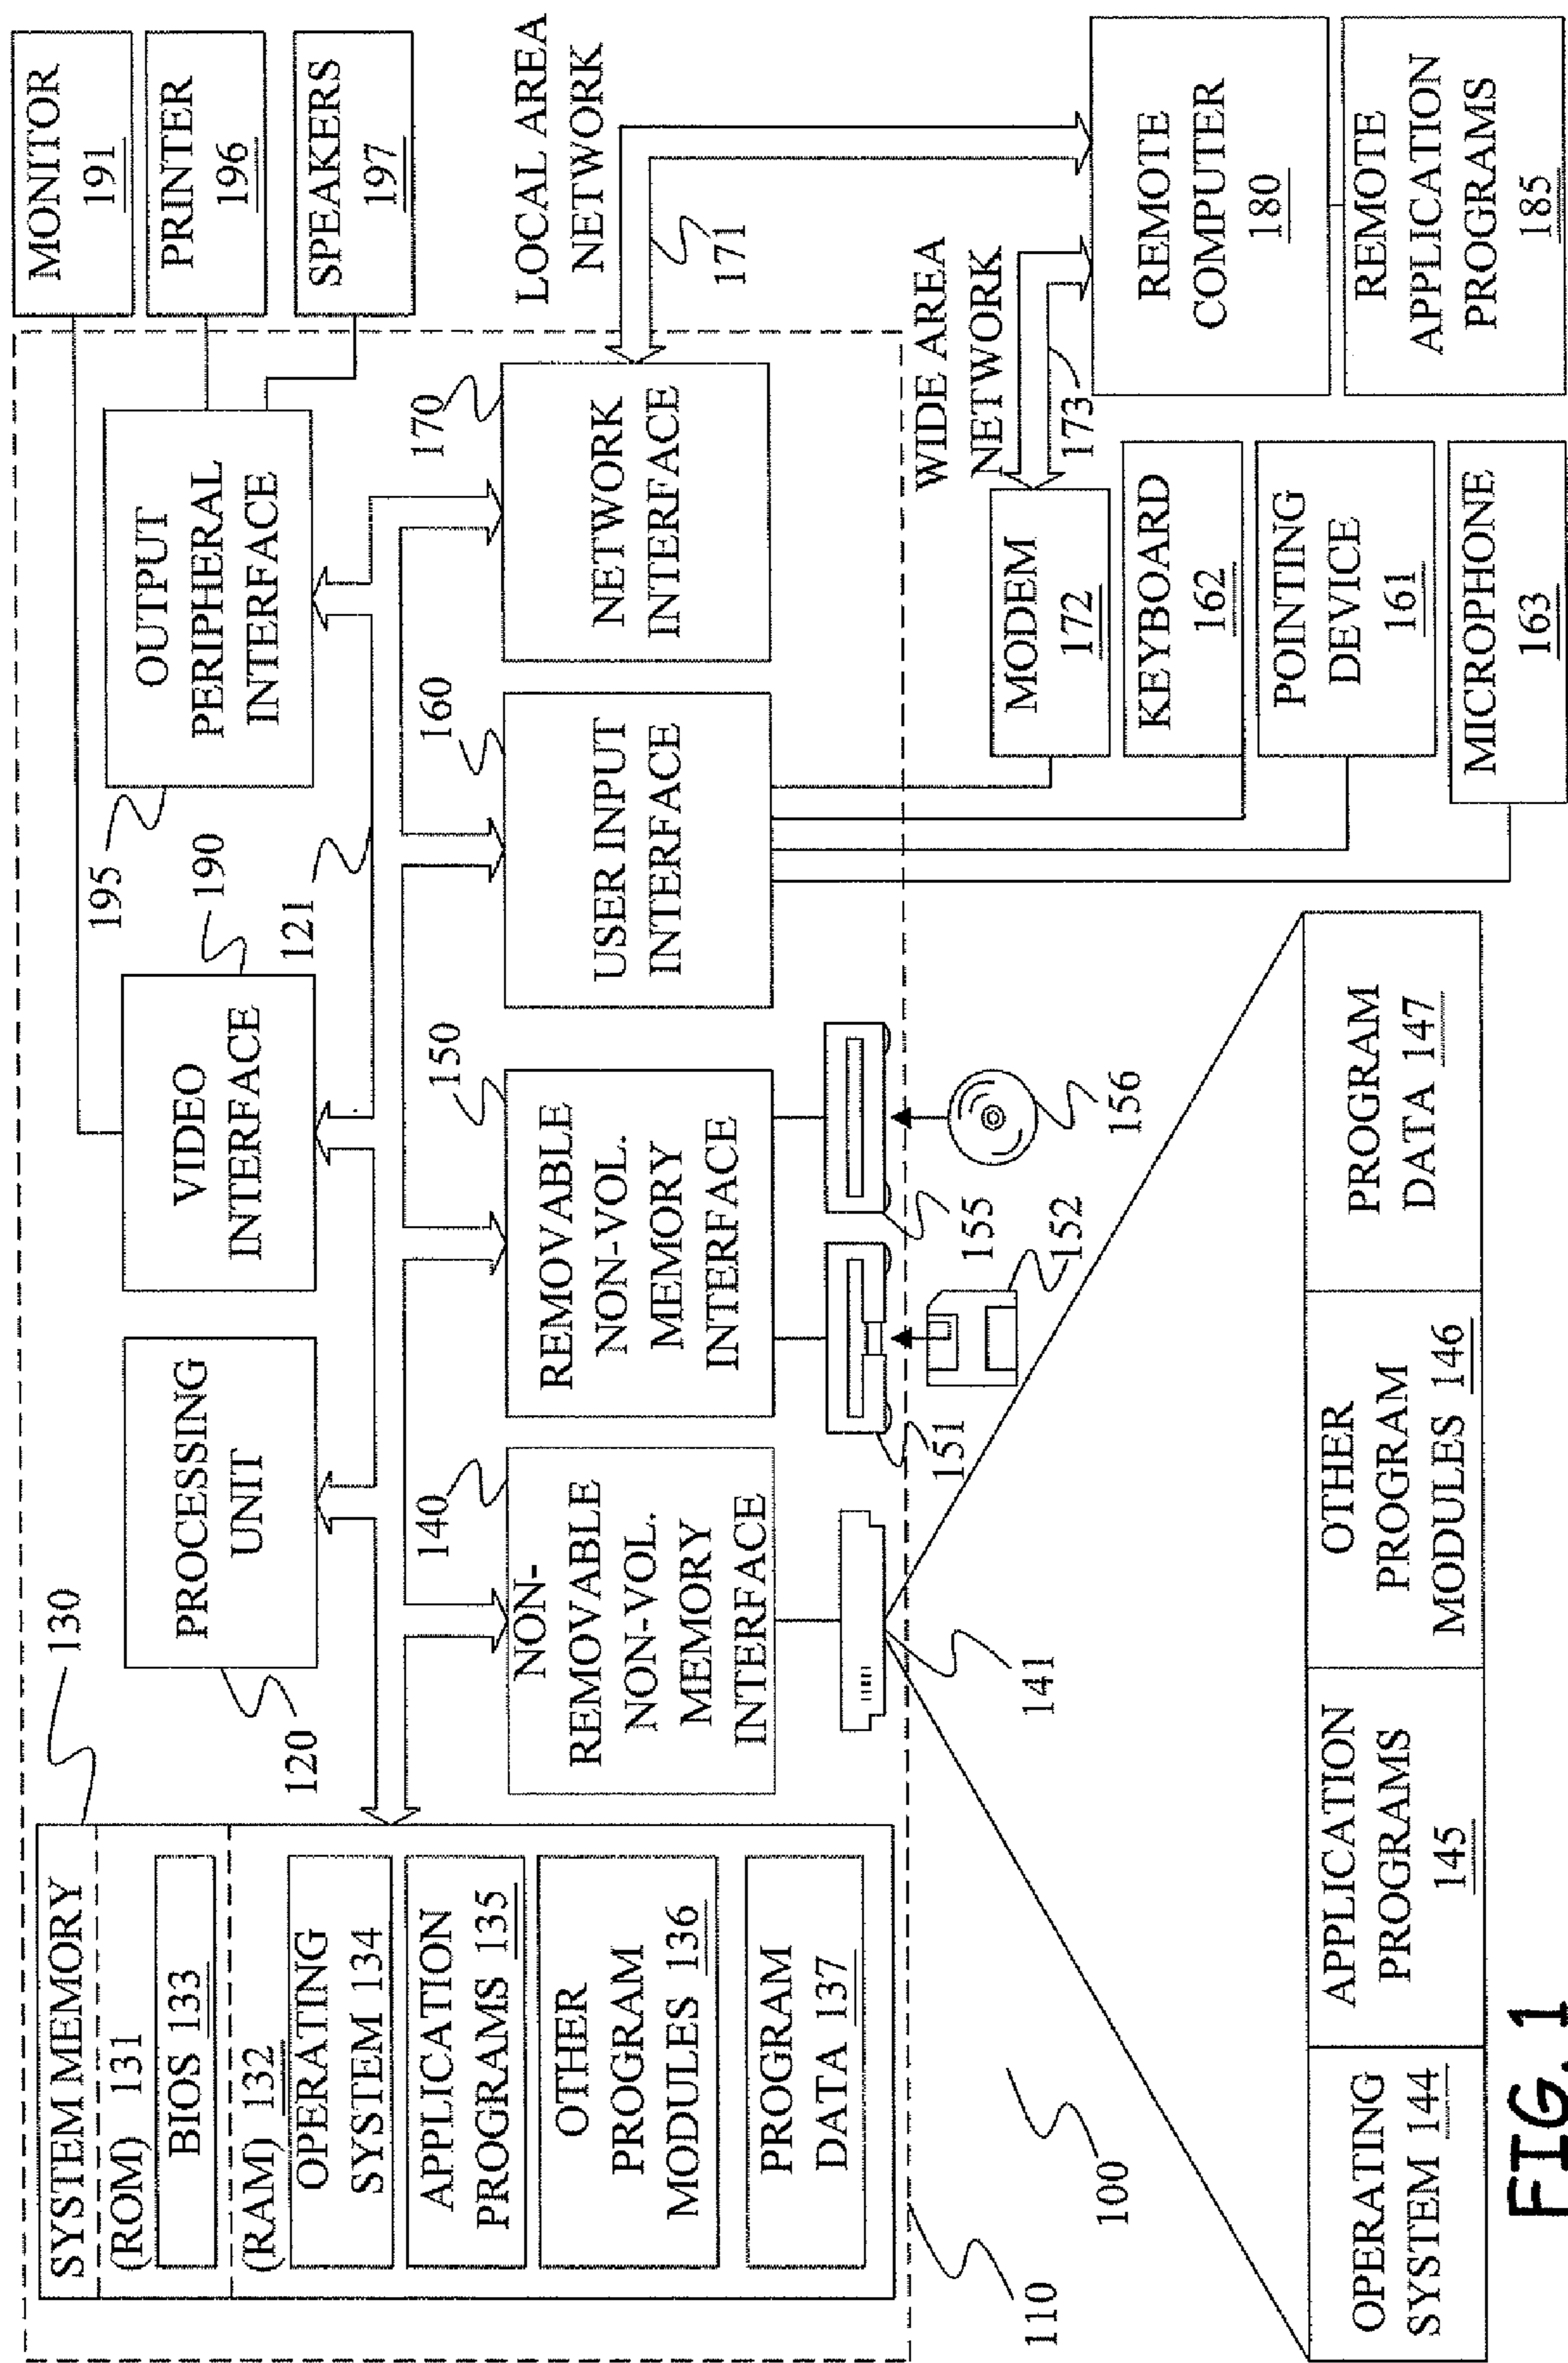 SYSTEM MEMORY
(ROM) 131
BIOS 133
(RAM) 132
OPERATING
SYSTEM 134
APPLICATION
PROGRAMS 135
OTHER
PROGRAM
MODULES 136
PROGRAM
DATA 137
130
PROCESSING
UNIT
120
VIDEO
INTERFACE
190
121
OUTPUT
PERIPHERAL
INTERFACE
195
MONITOR
191
PRINTER
196
SPEAKERS
197
NON-
REMOVABLE
NON-VOL.
MEMORY
INTERFACE
140
REMOVABLE
NON-VOL.
MEMORY
INTERFACE
150
USER INPUT
INTERFACE
160
NETWORK
INTERFACE
170
LOCAL AREA
NETWORK
171
141
151
152
155
156
WIDE AREA
NETWORK
173
MODEM
172
KEYBOARD
162
POINTING
DEVICE
161
MICROPHONE
163
REMOTE
COMPUTER
180
REMOTE
APPLICATION
PROGRAMS
185
110
100
OPERATING
SYSTEM 144
APPLICATION
PROGRAMS
145
OTHER
PROGRAM
MODULES 146
PROGRAM
DATA 147
FIG. 1